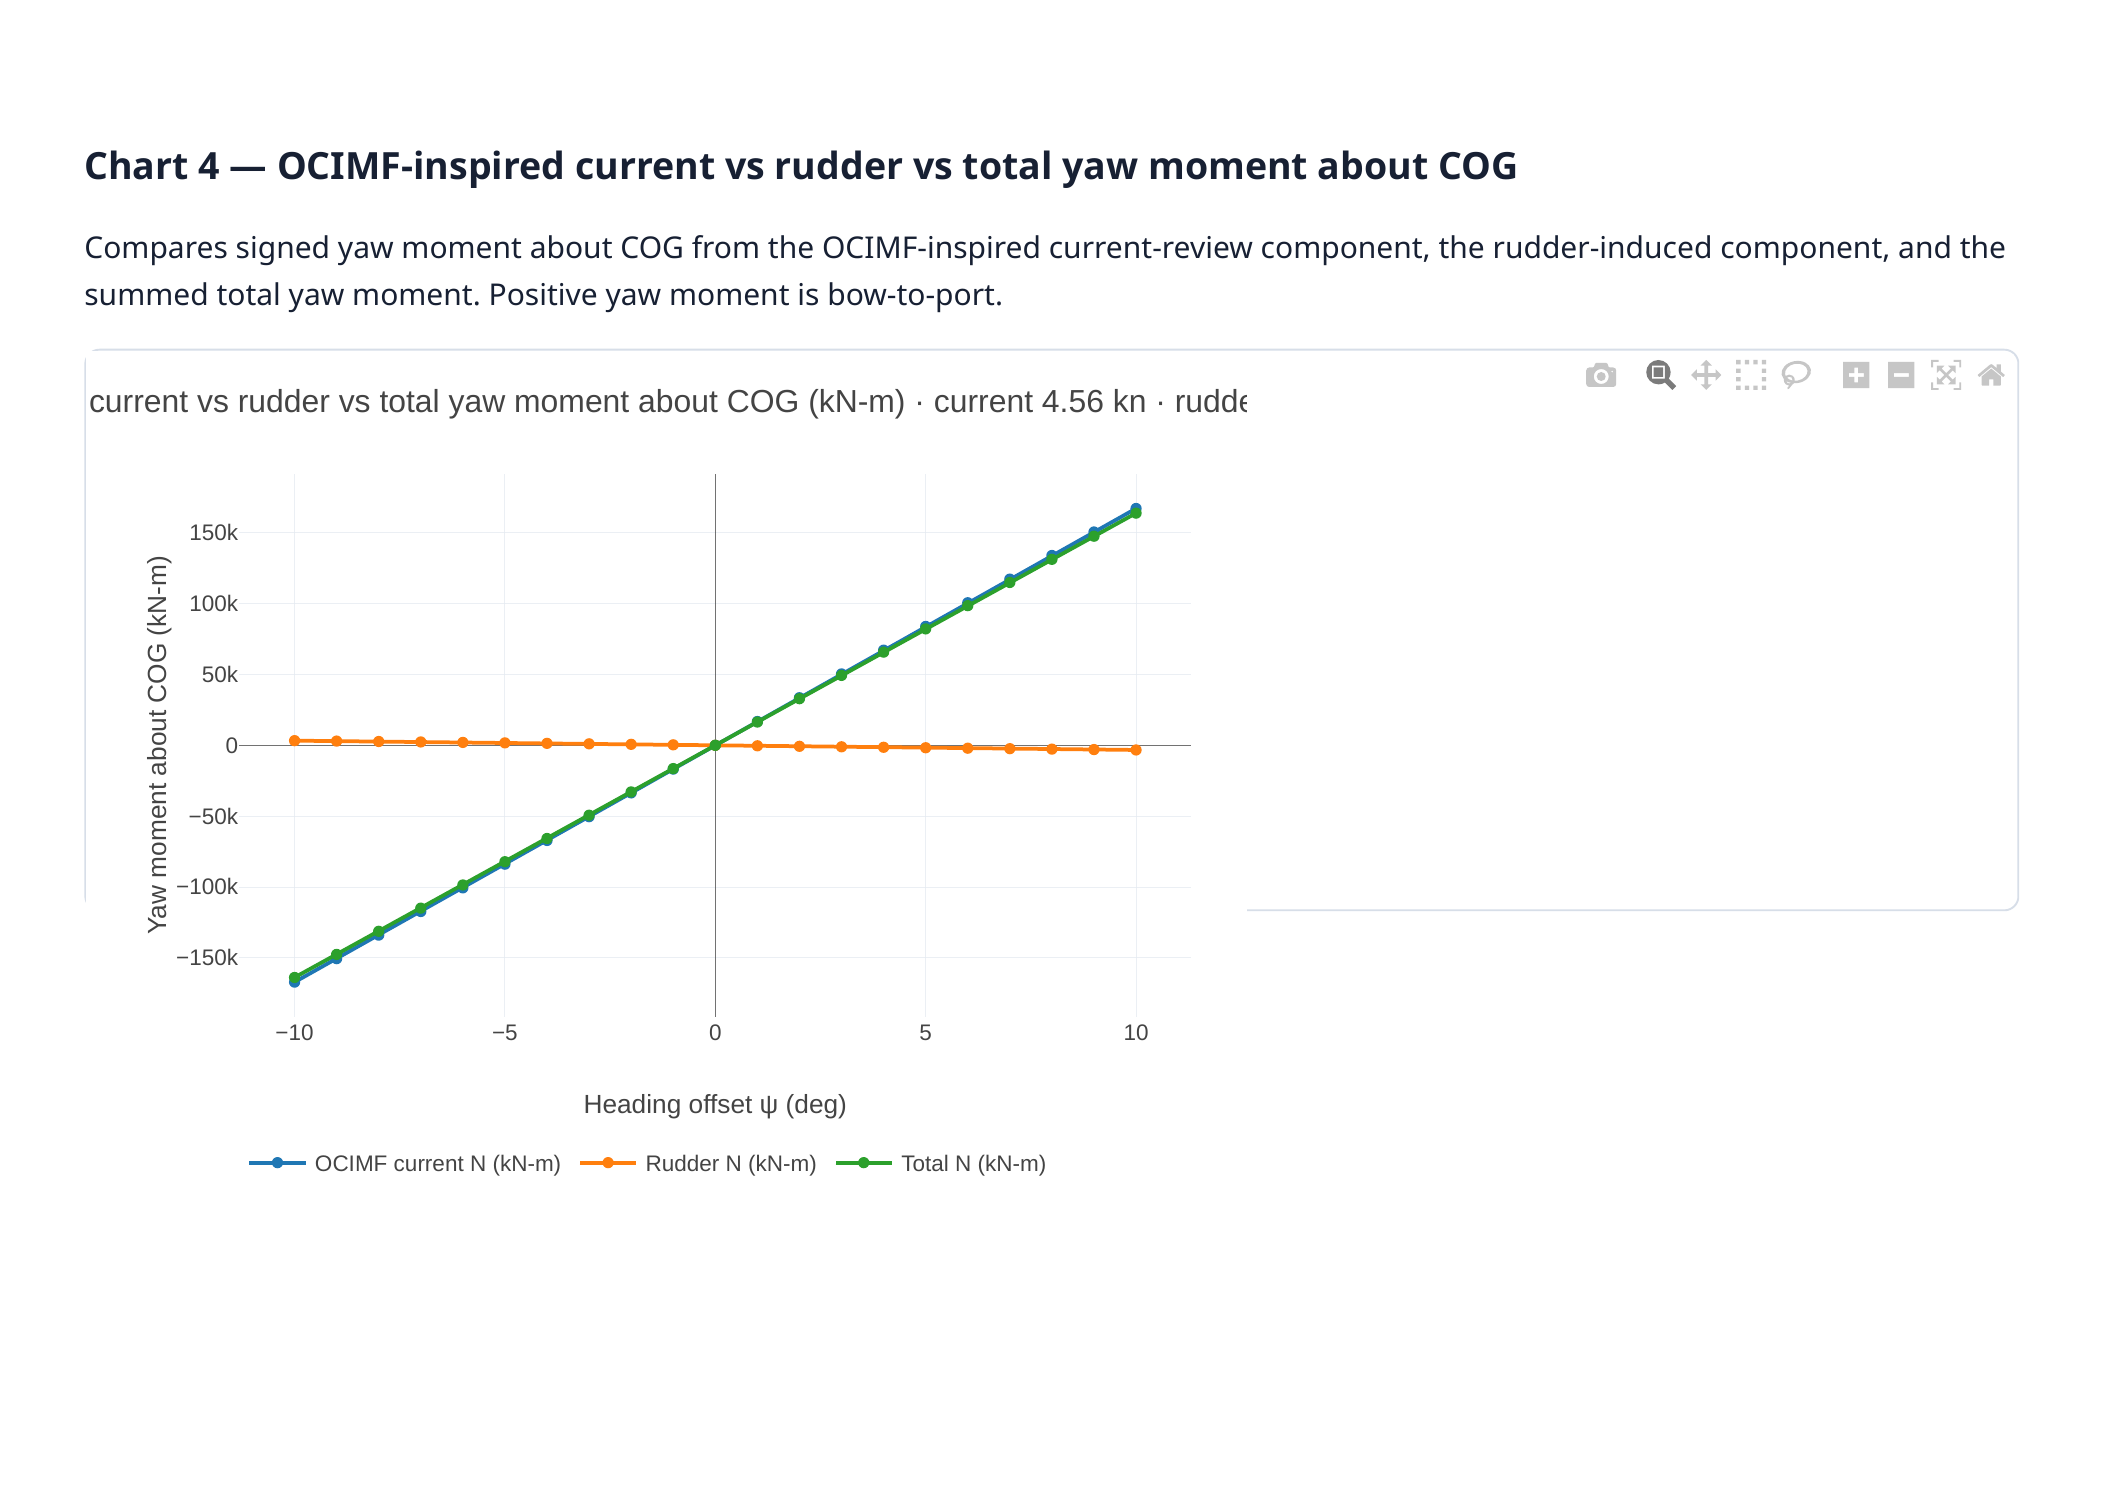 Chart 4 — OCIMF-inspired current vs rudder vs total yaw moment about COG
Compares signed yaw moment about COG from the OCIMF-inspired current-review component, the rudder-induced component, and the
summed total yaw moment. Positive yaw moment is bow-to-port.
current vs rudder vs total yaw moment about COG (kN-m) · current 4.56 kn · rudde
Yaw moment about COG (kN-m)
150k
100k
50k
0
−50k
−100k
−150k
−10
−5
0
5
10
Heading offset ψ (deg)
OCIMF current N (kN-m)
Rudder N (kN-m)
Total N (kN-m)